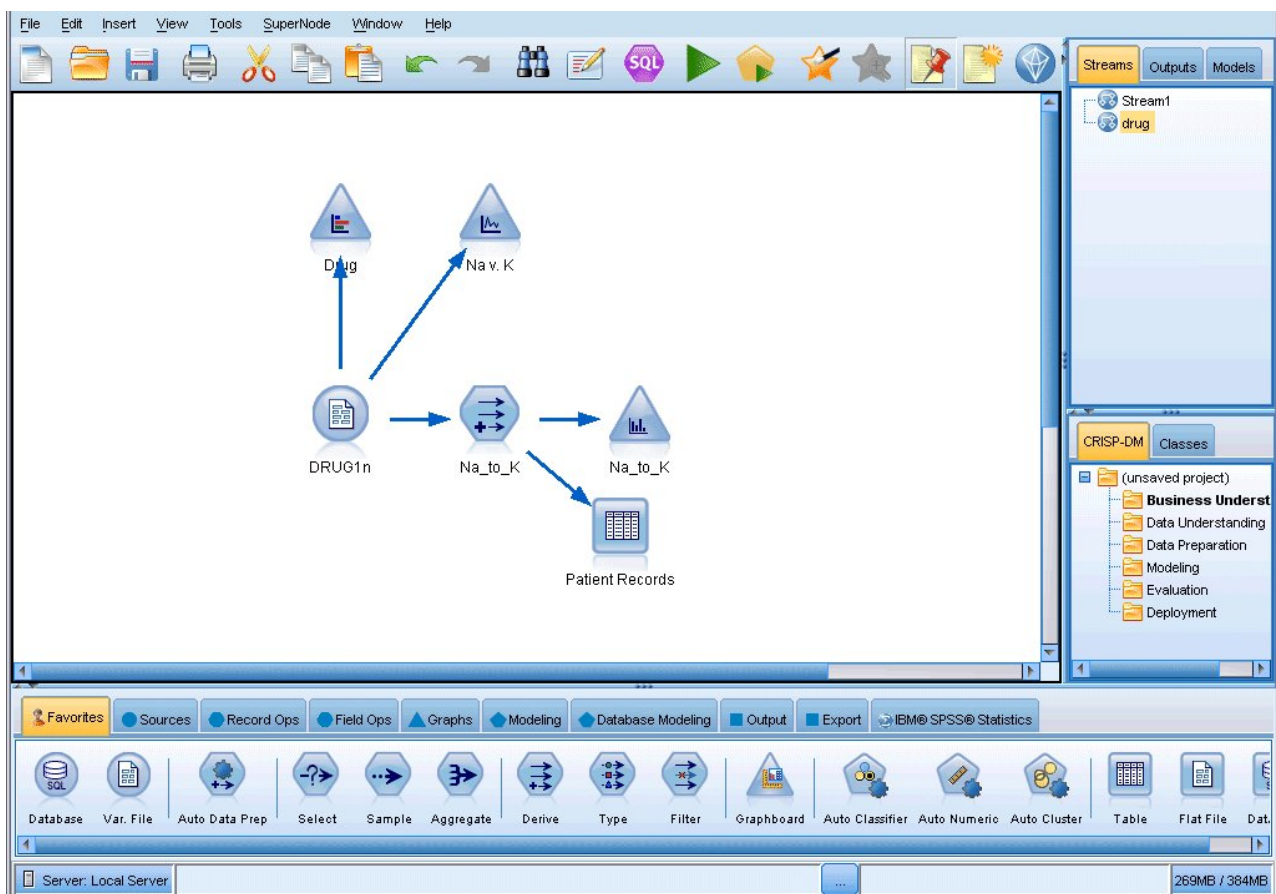 File Edit Insert View Tools SuperNode Window Help
SQL
Streams Outputs Models
Stream1
drug
Drug
Na v. K
DRUG1n
Na_to_K
Na_to_K
Patient Records
CRISP-DM Classes
(unsaved project)
Business Underst
Data Understanding
Data Preparation
Modeling
Evaluation
Deployment
Favorites Sources Record Ops Field Ops Graphs Modeling Database Modeling Output Export IBM® SPSS® Statistics
SQL
Database Var. File Auto Data Prep Select Sample Aggregate Derive Type Filter Graphboard Auto Classifier Auto Numeric Auto Cluster Table Flat File Dat.
Server: Local Server ... 269MB / 384MB